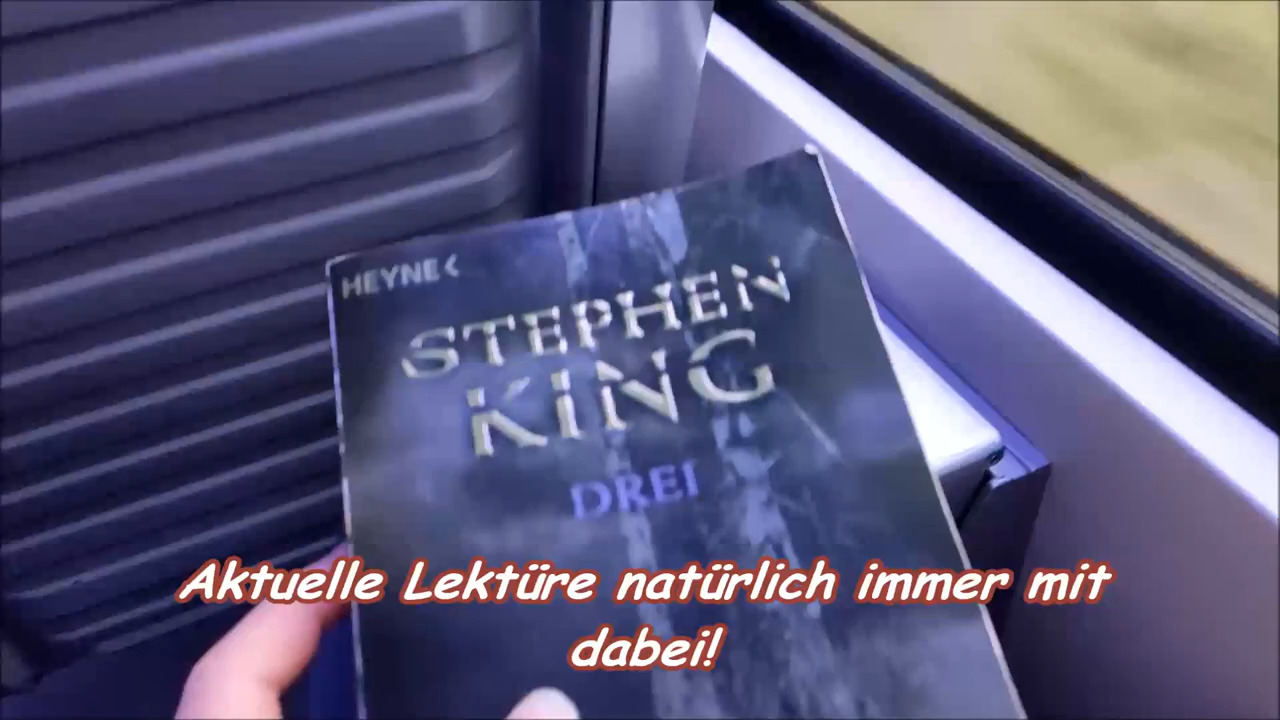 HEYNE<
STEPHEN
KING
DREI
Aktuelle Lektüre natürlich immer mit
dabei!